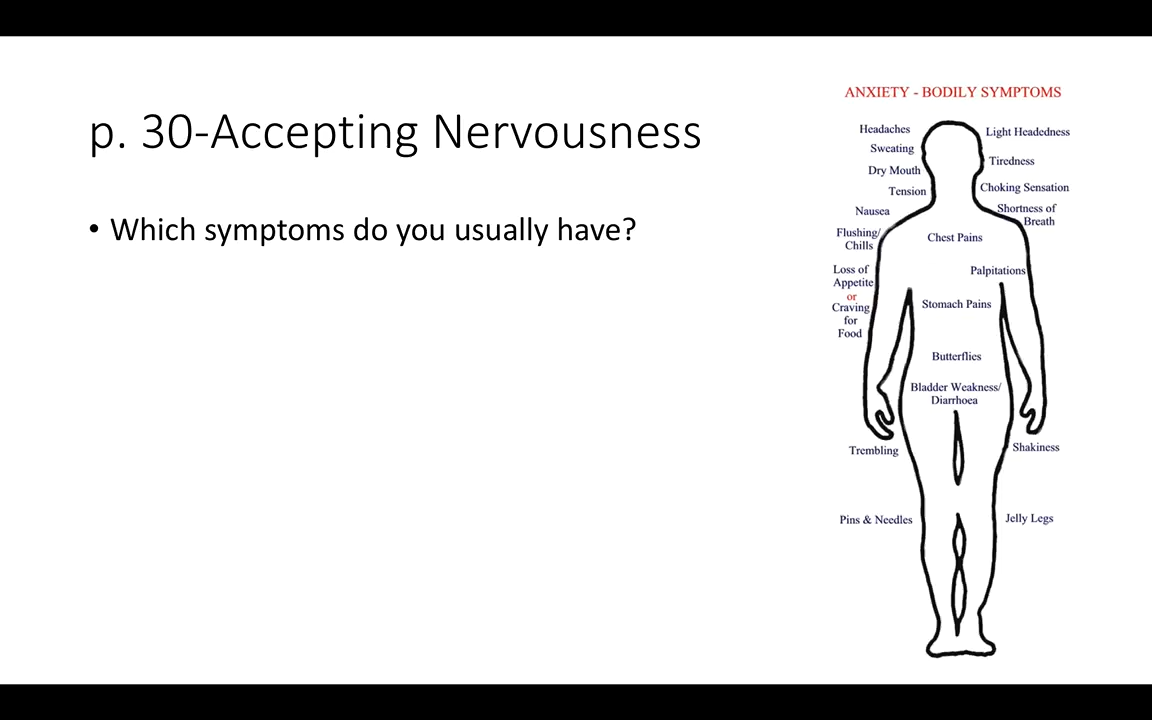 p. 30-Accepting Nervousness
• Which symptoms do you usually have?
ANXIETY - BODILY SYMPTOMS
Headaches
Sweating
Dry Mouth
Tension
Nausea
Flushing/
Chills
Loss of
Appetite
or
Craving
for
Food
Trembling
Pins & Needles
Light Headedness
Tiredness
Choking Sensation
Shortness of
Breath
Chest Pains
Palpitations
Stomach Pains
Butterflies
Bladder Weakness/
Diarrhoea
Shakiness
Jelly Legs